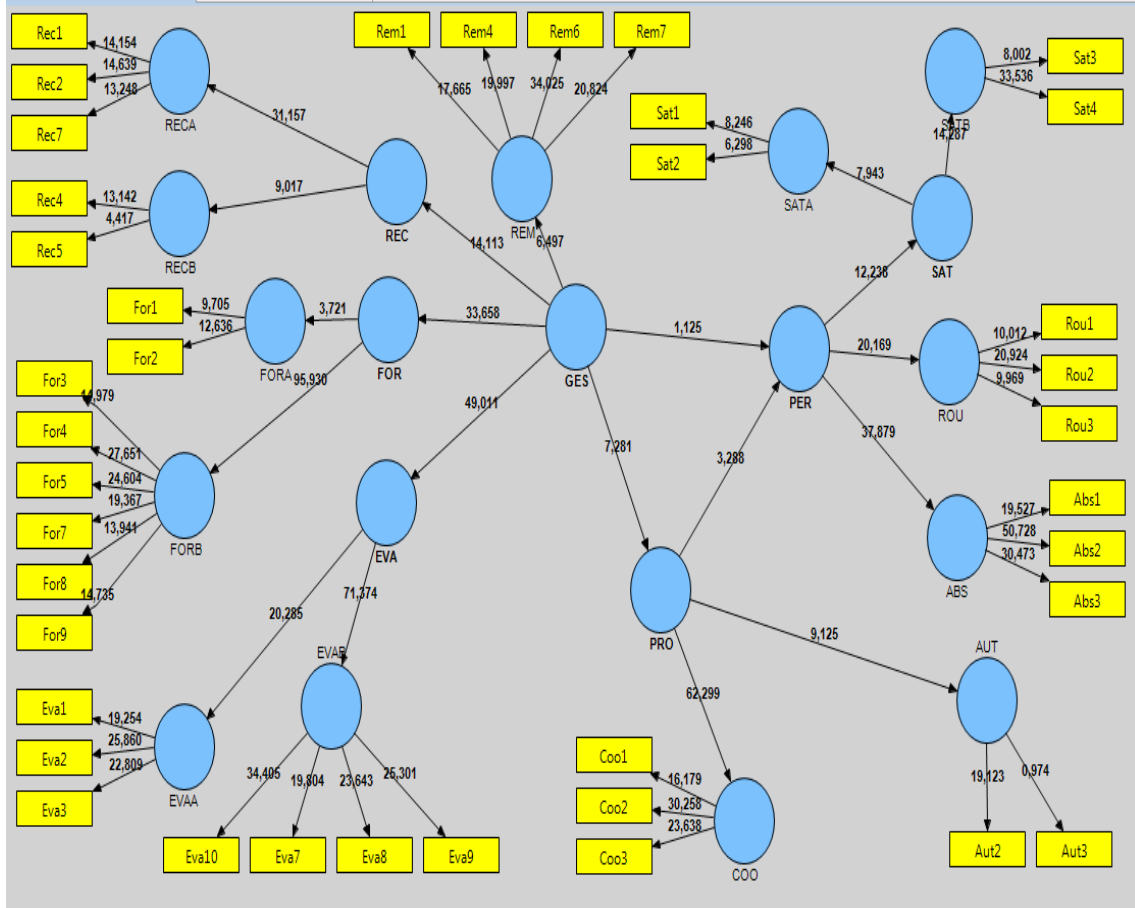 Rec1
14,154
Rec2
14,639
13,248
Rec7
RECA
31,157
Rem1
Rem4
Rem6
Rem7
17,665
19,997
34,025
20,824
REM
6,497
Sat3
8,002
33,536
Sat4
SATB
14,287
Sat1
8,246
Sat2
6,298
SATA
7,943
SAT
12,238
Rec4
13,142
4,417
Rec5
RECB
9,017
REC
14,113
For1
9,705
12,636
For2
FORA
3,721
FOR
33,658
GES
1,125
PER
20,169
Rou1
10,012
20,924
Rou2
9,969
Rou3
ROU
37,879
For3
14,979
For4
27,651
For5
24,604
19,367
For7
13,941
For8
14,735
For9
FORB
95,930
49,011
EVA
7,281
3,288
PRO
Abs1
19,527
50,728
Abs2
30,473
Abs3
ABS
9,125
AUT
19,123
0,974
Aut2
Aut3
20,285
71,374
EVAB
Eva1
19,254
Eva2
25,860
22,809
Eva3
EVAA
34,405
19,804
23,643
25,301
Eva10
Eva7
Eva8
Eva9
62,299
Coo1
16,179
Coo2
30,258
23,638
Coo3
COO